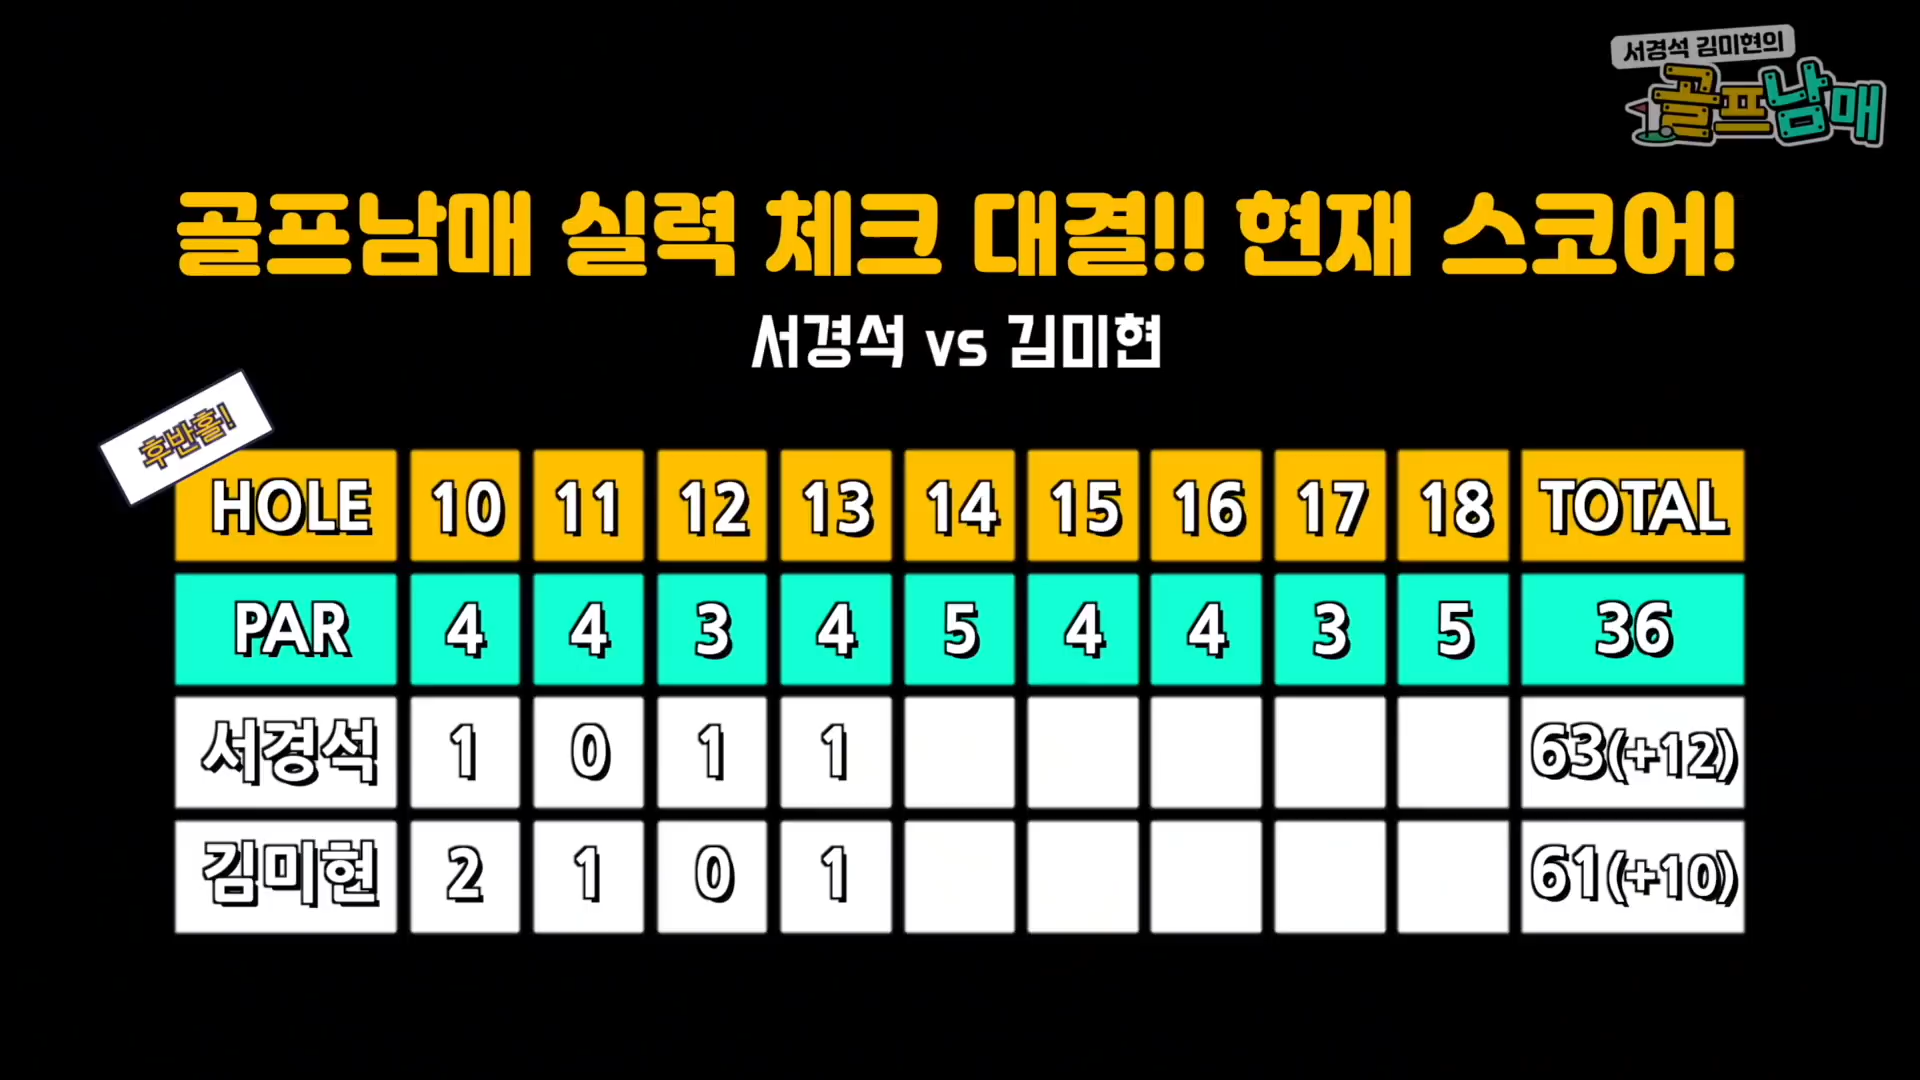 서경석 김미현의
골프남매
골프남매 실력 체크 대결!! 현재 스코어!
서경석 vs 김미현
후반홀!
HOLE 10 11 12 13 14 15 16 17 18 TOTAL
PAR 4 4 3 4 5 4 4 3 5 36
서경석 1 0 1 1 63(+12)
김미현 2 1 0 1 61(+10)